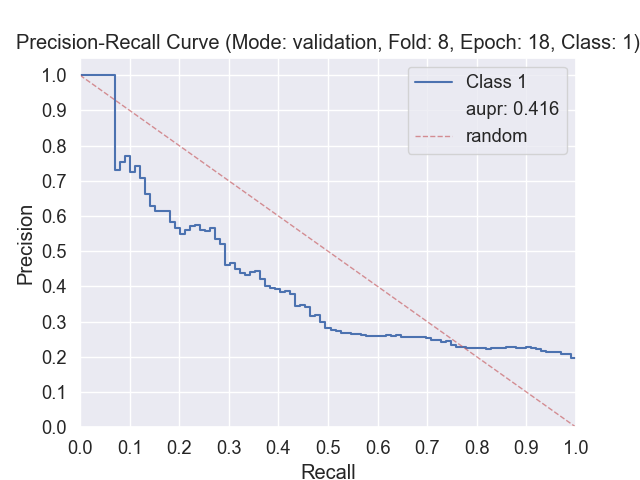 Precision-Recall Curve (Mode: validation, Fold: 8, Epoch: 18, Class: 1)
Class 1
aupr: 0.416
random
Precision
1.0
0.9
0.8
0.7
0.6
0.5
0.4
0.3
0.2
0.1
0.0
0.0 0.1 0.2 0.3 0.4 0.5 0.6 0.7 0.8 0.9 1.0
Recall